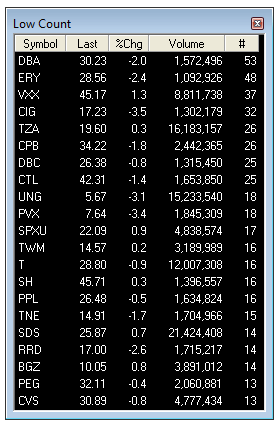 Low Count
Symbol Last %Chg Volume #
DBA 30.23 -2.0 1,572,496 53
ERY 28.56 -2.4 1,092,926 48
VXX 45.17 1.3 8,811,738 37
CIG 17.23 -3.5 1,302,179 32
TZA 19.60 0.3 16,183,157 26
CPB 34.22 -1.8 2,442,365 26
DBC 26.38 -0.8 1,315,450 25
CTL 42.31 -1.4 1,653,850 25
UNG 5.67 -3.1 15,233,540 18
PVX 7.64 -3.4 1,845,309 18
SPXU 22.09 0.9 4,838,574 17
TWM 14.57 0.2 3,189,989 16
T 28.80 -0.9 12,007,308 16
SH 45.71 0.3 1,396,557 16
PPL 26.48 -0.5 1,634,824 16
TNE 14.91 -1.7 1,704,966 15
SDS 25.87 0.7 21,424,408 14
RRD 17.00 -2.6 1,715,217 14
BGZ 10.05 0.8 3,891,012 14
PEG 32.11 -0.4 2,060,881 13
CVS 30.89 -0.8 4,777,434 13